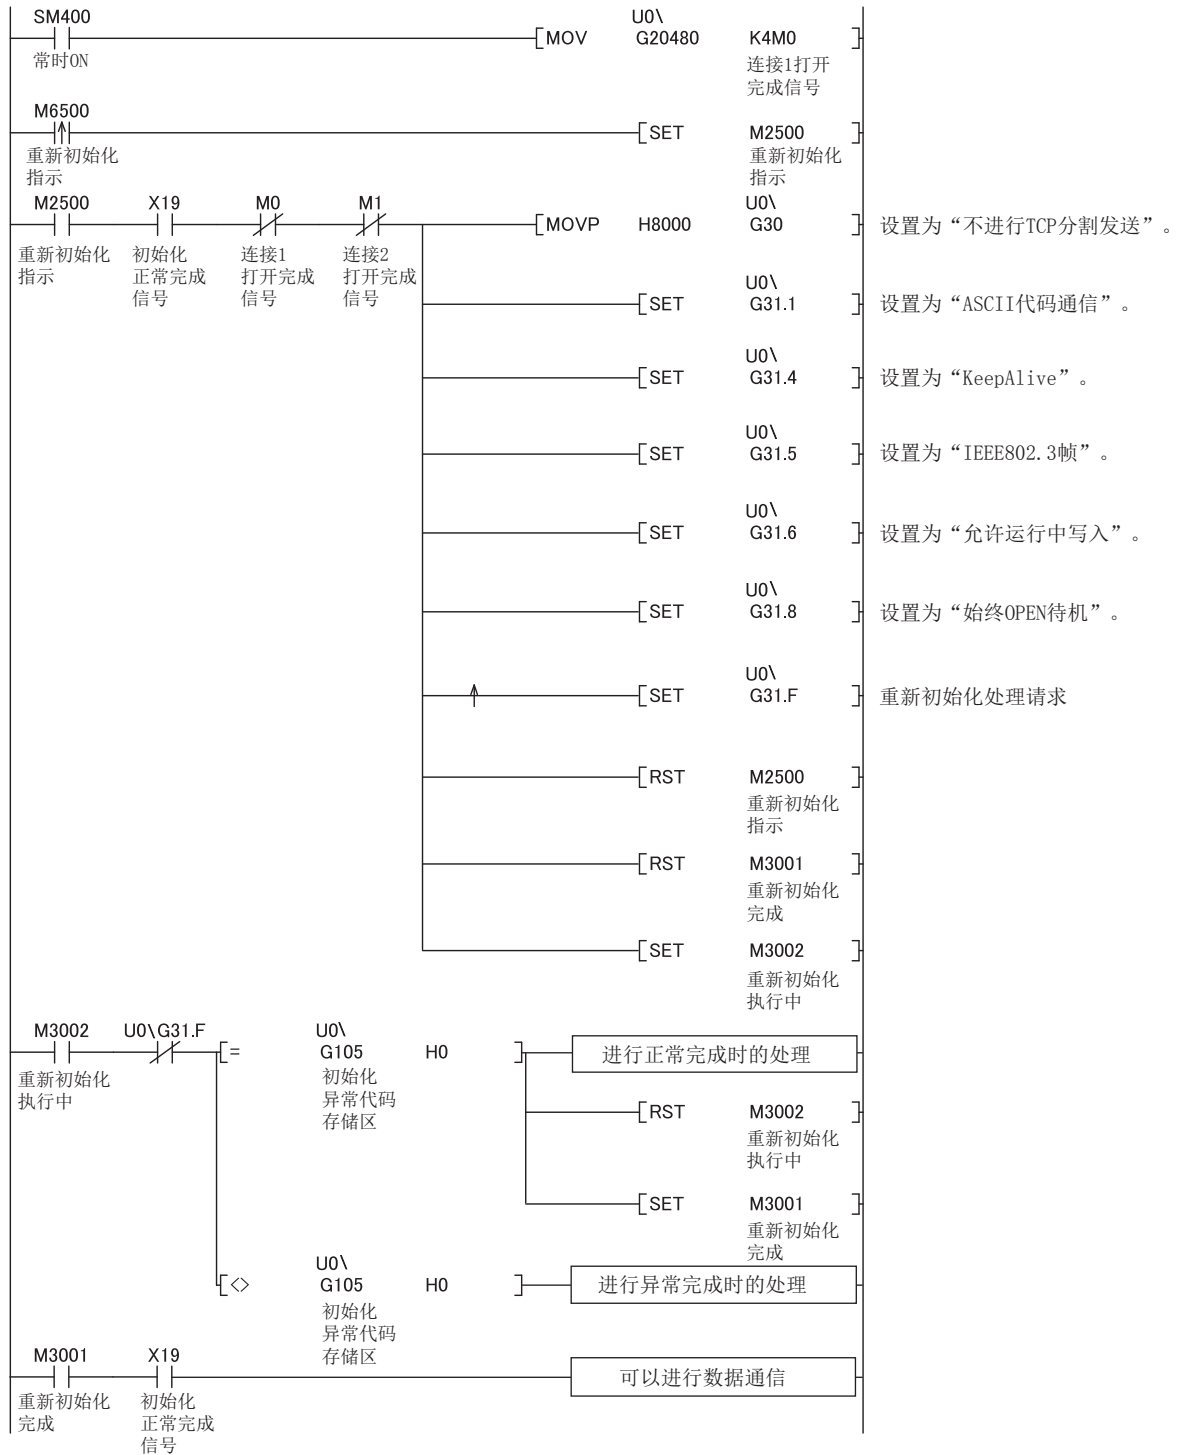 SM400
U0\
MOV G20480 K4M0
常时ON
连接1打开
完成信号
M6500
SET M2500
重新初始化
指示
重新初始化
指示
M2500 X19 M0 M1
U0\
MOVP H8000 G30 设置为“不进行TCP分割发送”。
重新初始化
指示
初始化
正常完成
信号
连接1
打开完成
信号
连接2
打开完成
信号
U0\
SET G31.1 设置为“ASCII代码通信”。
U0\
SET G31.4 设置为“KeepAlive”。
U0\
SET G31.5 设置为“IEEE802.3帧”。
U0\
SET G31.6 设置为“允许运行中写入”。
U0\
SET G31.8 设置为“始终OPEN待机”。
U0\
SET G31.F 重新初始化处理请求
RST M2500
重新初始化
指示
RST M3001
重新初始化
完成
SET M3002
重新初始化
执行中
M3002 U0\G31.F
U0\
= G105 H0 进行正常完成时的处理
重新初始化
执行中
初始化
异常代码
存储区
RST M3002
重新初始化
执行中
SET M3001
重新初始化
完成
U0\
<> G105 H0 进行异常完成时的处理
初始化
异常代码
存储区
M3001 X19
可以进行数据通信
重新初始化
完成
初始化
正常完成
信号